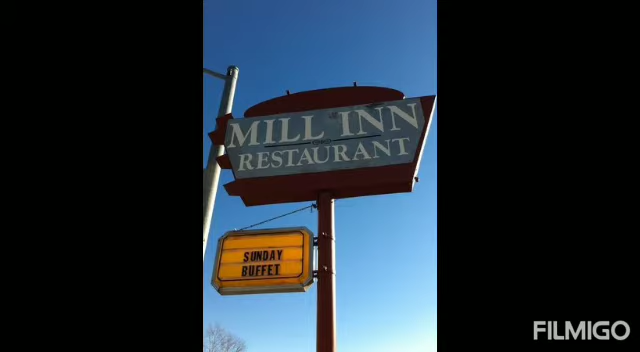 MILL INN
RESTAURANT
SUNDAY
BUFFET
FILMIGO